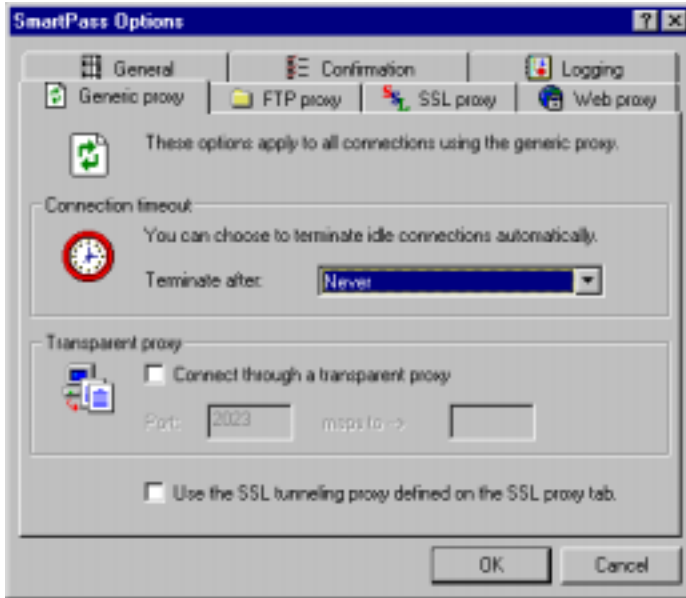 SmartPass Options
General Confirmation Logging
Generic proxy FTP proxy SSL proxy Web proxy
These options apply to all connections using the generic proxy.
Connection timeout
You can choose to terminate idle connections automatically.
Terminate after: Never
Transparent proxy
Connect through a transparent proxy
Port: 2023 maps to ->
Use the SSL tunneling proxy defined on the SSL proxy tab.
OK Cancel